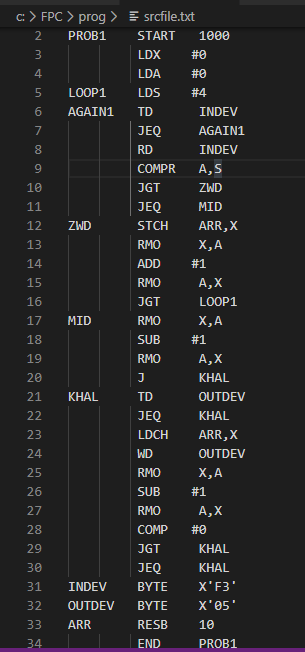 c: > FPC > prog > srcfile.txt
2 PROB1 START 1000
3 LDX #0
4 LDA #0
5 LOOP1 LDS #4
6 AGAIN1 TD INDEV
7 JEQ AGAIN1
8 RD INDEV
9 COMPR A,S
10 JGT ZWD
11 JEQ MID
12 ZWD STCH ARR,X
13 RMO X,A
14 ADD #1
15 RMO A,X
16 JGT LOOP1
17 MID RMO X,A
18 SUB #1
19 RMO A,X
20 J KHAL
21 KHAL TD OUTDEV
22 JEQ KHAL
23 LDCH ARR,X
24 WD OUTDEV
25 RMO X,A
26 SUB #1
27 RMO A,X
28 COMP #0
29 JGT KHAL
30 JEQ KHAL
31 INDEV BYTE X'F3'
32 OUTDEV BYTE X'05'
33 ARR RESB 10
34 END PROB1